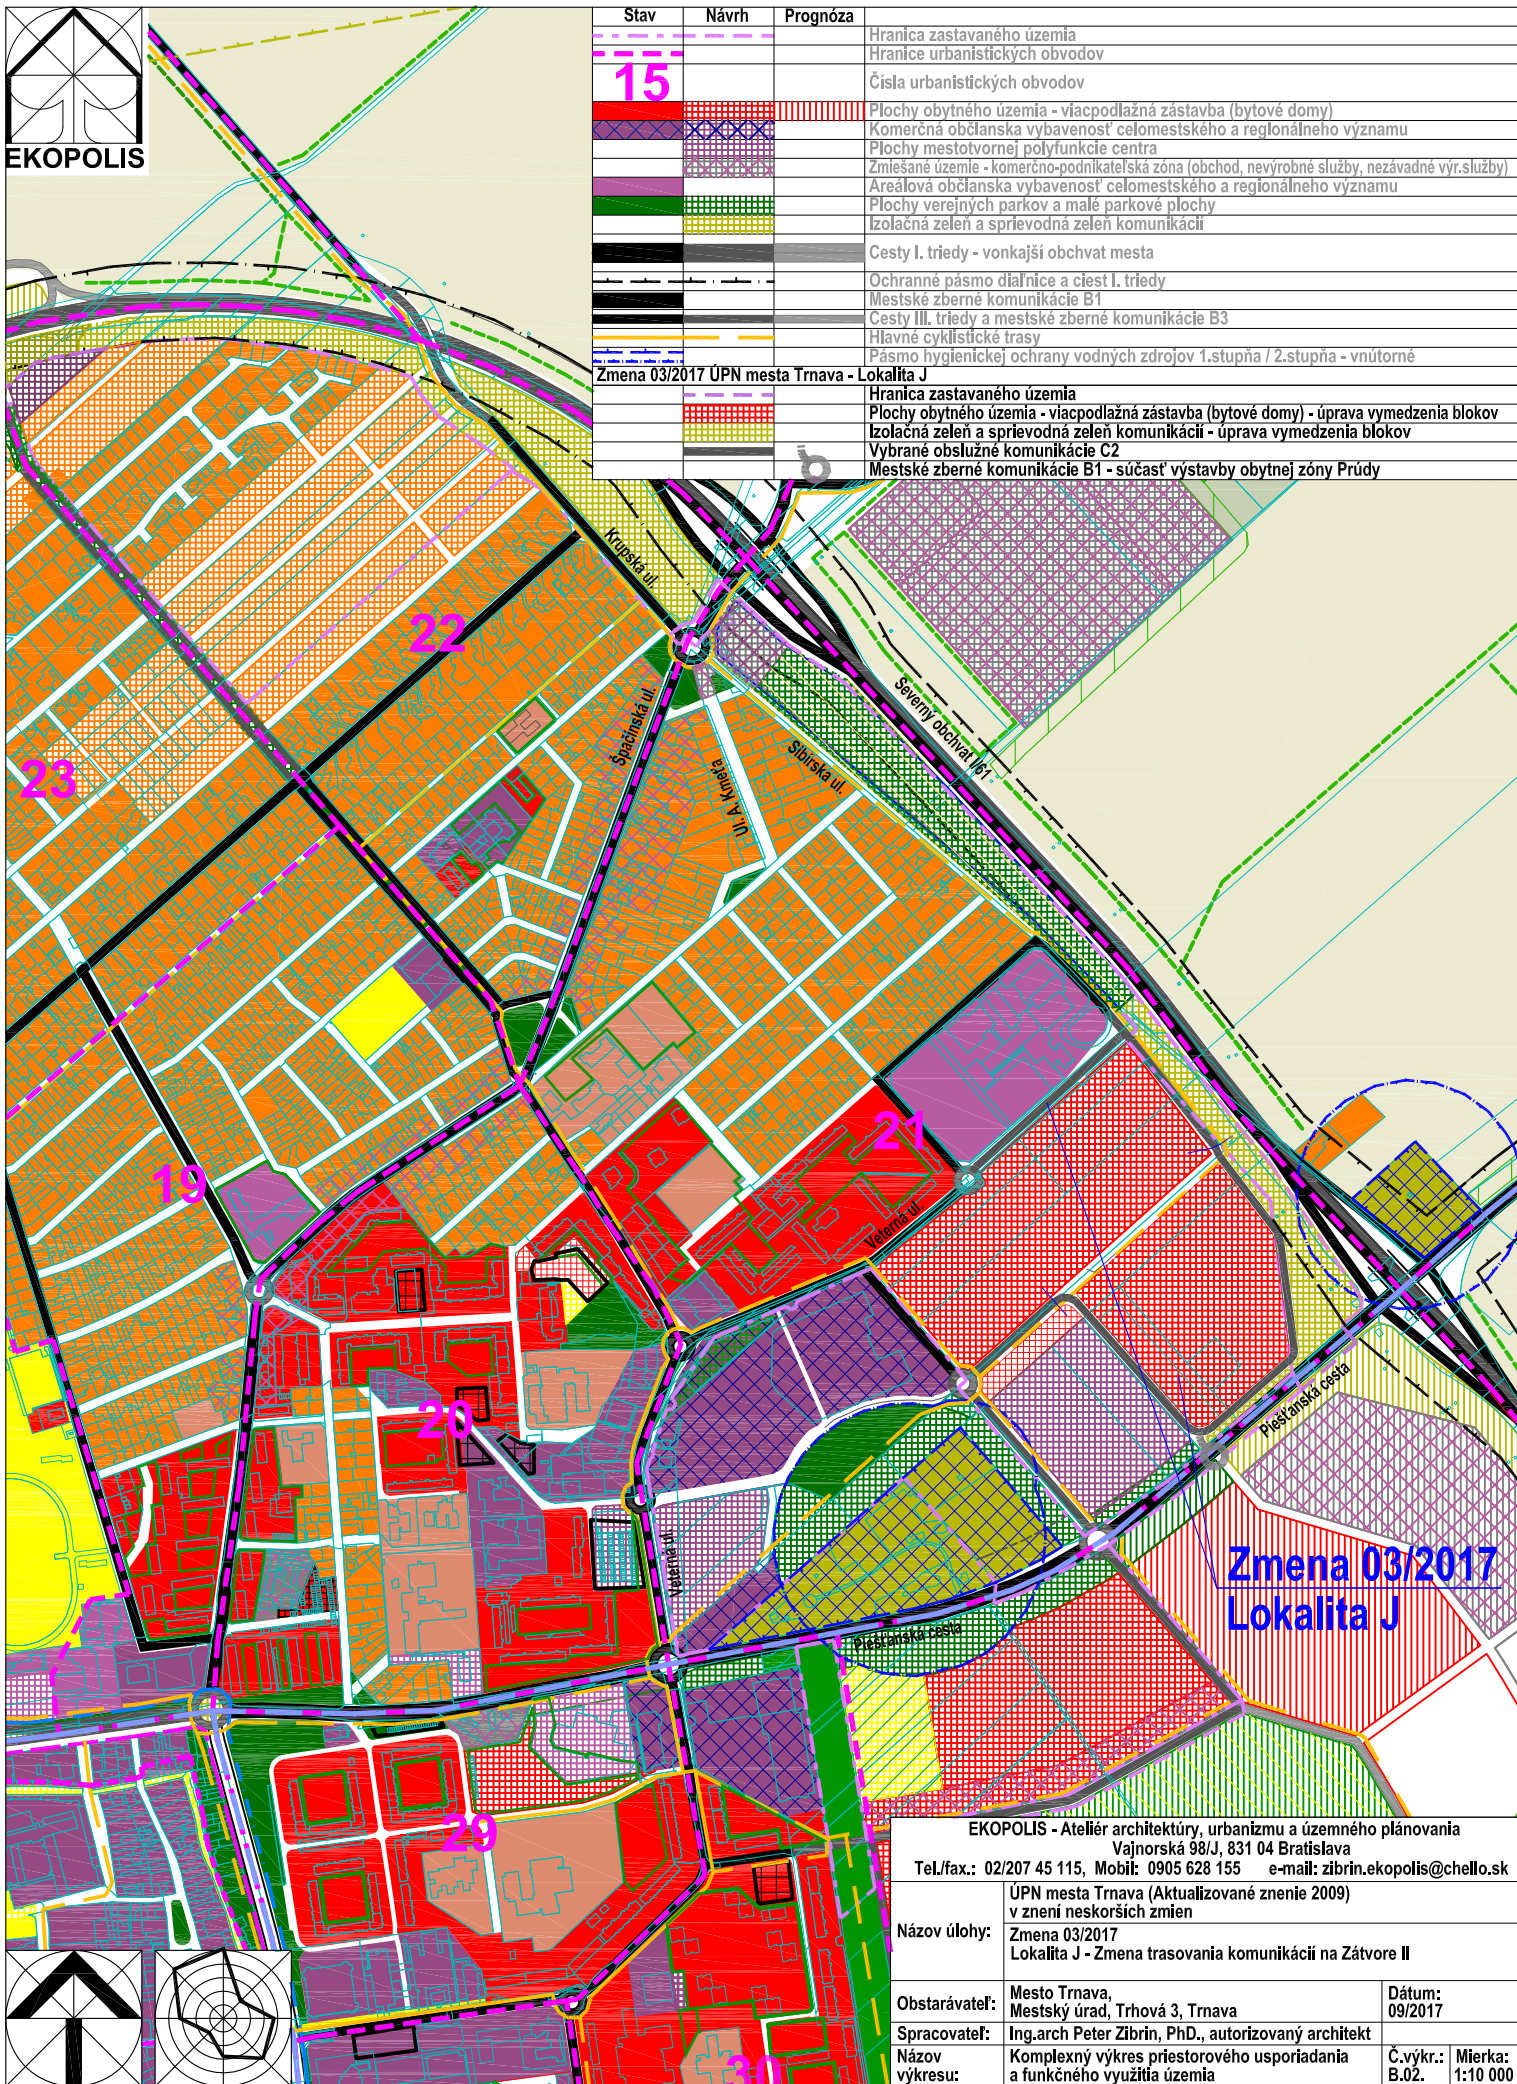 EKOPOLIS
Stav Návrh Prognóza
Hranica zastavaného územia
Hranice urbanistických obvodov
15
Čísla urbanistických obvodov
Plochy obytného územia - viacpodlažná zástavba (bytové domy)
Komerčná občianska vybavenosť celomestského a regionálneho významu
Plochy mestotvornej polyfunkcie centra
Zmiešané územie - komerčno-podnikateľská zóna (obchod, nevýrobné služby, nezávadné výr.služby)
Areálová občianska vybavenosť celomestského a regionálneho významu
Plochy verejných parkov a malé parkové plochy
Izolačná zeleň a sprievodná zeleň komunikácií
Cesty I. triedy - vonkajší obchvat mesta
Ochranné pásmo diaľnice a ciest I. triedy
Mestské zberné komunikácie B1
Cesty III. triedy a mestské zberné komunikácie B3
Hlavné cyklistické trasy
Pásmo hygienickej ochrany vodných zdrojov 1.stupňa / 2.stupňa - vnútorné
Zmena 03/2017 ÚPN mesta Trnava - Lokalita J
Hranica zastavaného územia
Plochy obytného územia - viacpodlažná zástavba (bytové domy) - úprava vymedzenia blokov
Izolačná zeleň a sprievodná zeleň komunikácií - úprava vymedzenia blokov
Vybrané obslužné komunikácie C2
Mestské zberné komunikácie B1 - súčasť výstavby obytnej zóny Prúdy
Krupská ul.
22
Špačinská ul.
Severný obchvat I/61
Ul. A. Kmeťa
Sibírska ul.
23
21
19
Veterná ul.
Piešťanská cesta
20
Veterná ul.
Zmena 03/2017
Lokalita J
Piešťanská cesta
29
30
EKOPOLIS - Ateliér architektúry, urbanizmu a územného plánovania
Vajnorská 98/J, 831 04 Bratislava
Tel./fax.: 02/207 45 115, Mobil: 0905 628 155 e-mail: zibrin.ekopolis@chello.sk
Názov úlohy:
ÚPN mesta Trnava (Aktualizované znenie 2009)
v znení neskorších zmien
Zmena 03/2017
Lokalita J - Zmena trasovania komunikácií na Zátvore II
Obstarávateľ:
Mesto Trnava,
Mestský úrad, Trhová 3, Trnava
Dátum:
09/2017
Spracovateľ: Ing.arch Peter Zibrin, PhD., autorizovaný architekt
Názov
výkresu:
Komplexný výkres priestorového usporiadania
a funkčného využitia územia
Č.výkr.:
B.02.
Mierka:
1:10 000